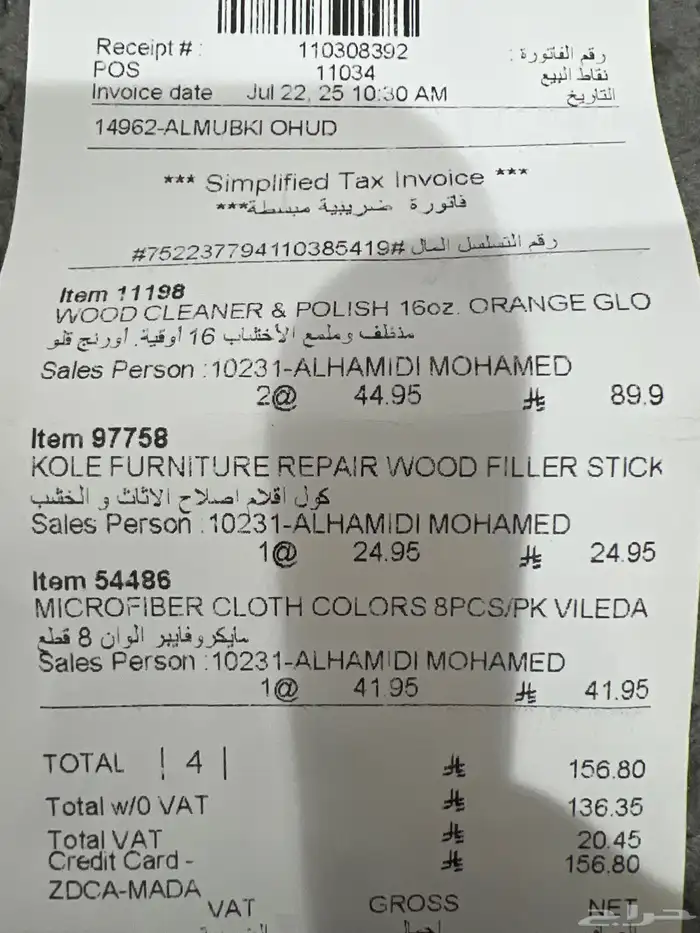 Receipt # : 110308392 رقم الفاتورة :
POS 11034 نقاط البيع
Invoice date Jul 22, 25 10:30 AM التاريخ
14962-ALMUBKI OHUD
*** Simplified Tax Invoice ***
***فاتورة ضريبية مبسطة***
رقم التسلسل المال #752237794110385419#
Item 11198
WOOD CLEANER & POLISH 16oz. ORANGE GLO
منظف وملمع الأخشاب 16 أوقية. أورنج قلو
Sales Person :10231-ALHAMIDI MOHAMED
2@ 44.95 89.9
Item 97758
KOLE FURNITURE REPAIR WOOD FILLER STICK
كول اقلام اصلاح الاثاث و الخشب
Sales Person :10231-ALHAMIDI MOHAMED
1@ 24.95 24.95
Item 54486
MICROFIBER CLOTH COLORS 8PCS/PK VILEDA
مايكروفايبر الوان 8 قطع
Sales Person :10231-ALHAMIDI MOHAMED
1@ 41.95 41.95
TOTAL | 4 | 156.80
Total w/0 VAT 136.35
Total VAT 20.45
Credit Card - 156.80
ZDCA-MADA
VAT GROSS NET
حراج